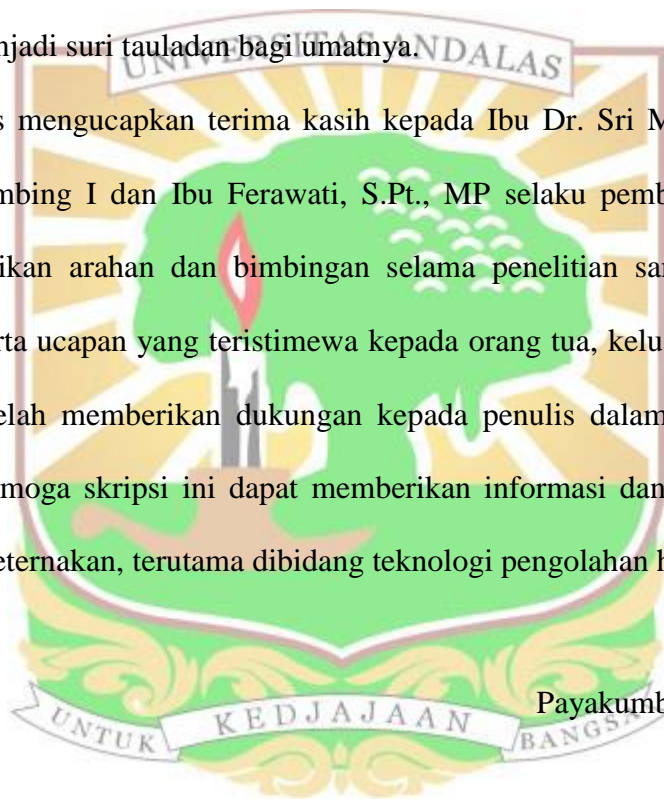 njadi suri tauladan bagi umatnya.
UNIVERSITAS ANDALAS
s mengucapkan terima kasih kepada Ibu Dr. Sri M
mbing I dan Ibu Ferawati, S.Pt., MP selaku pemb
ikan arahan dan bimbingan selama penelitian sa
rta ucapan yang teristimewa kepada orang tua, kelu
elah memberikan dukungan kepada penulis dalam
moga skripsi ini dapat memberikan informasi dan
eternakan, terutama dibidang teknologi pengolahan h
Payakumb
UNTUK KEDJAJAAN BANGSA